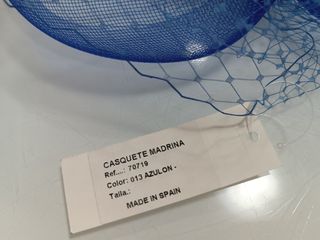 CASQUETE MADRINA
Ref....: 70719
Color: 013 AZULON -
Talla.:
MADE IN SPAIN